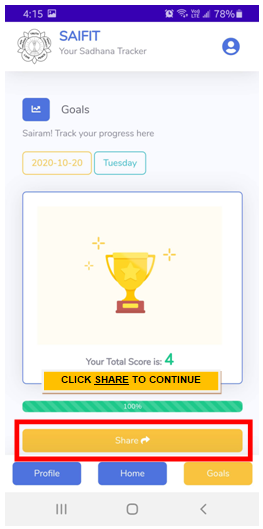 4:15 78%
SAIFIT
Your Sadhana Tracker
Goals
Sairam! Track your progress here
2020-10-20 Tuesday
Your Total Score is: 4
CLICK SHARE TO CONTINUE
100%
Share
Profile Home Goals